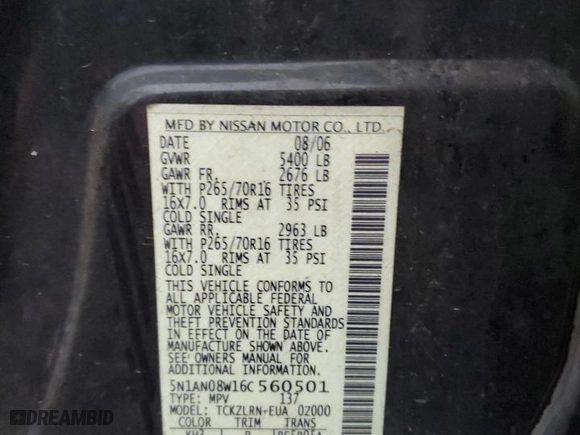 MFD BY NISSAN MOTOR CO., LTD.
DATE 08/06
GVWR 5400 LB
GAWR FR. 2676 LB
WITH P265/70R16 TIRES
16X7.0 RIMS AT 35 PSI
COLD SINGLE
GAWR RR. 2963 LB
WITH P265/70R16 TIRES
16X7.0 RIMS AT 35 PSI
COLD SINGLE
THIS VEHICLE CONFORMS TO
ALL APPLICABLE FEDERAL
MOTOR VEHICLE SAFETY AND
THEFT PREVENTION STANDARDS
IN EFFECT ON THE DATE OF
MANUFACTURE SHOWN ABOVE.
SEE OWNERS MANUAL FOR
ADDITIONAL INFORMATION.
5N1AN08W16C560501
TYPE: MPV 137
MODEL: TCKZLRN-EUA 02000
COLOR TRIM TRANS
DREAMBID